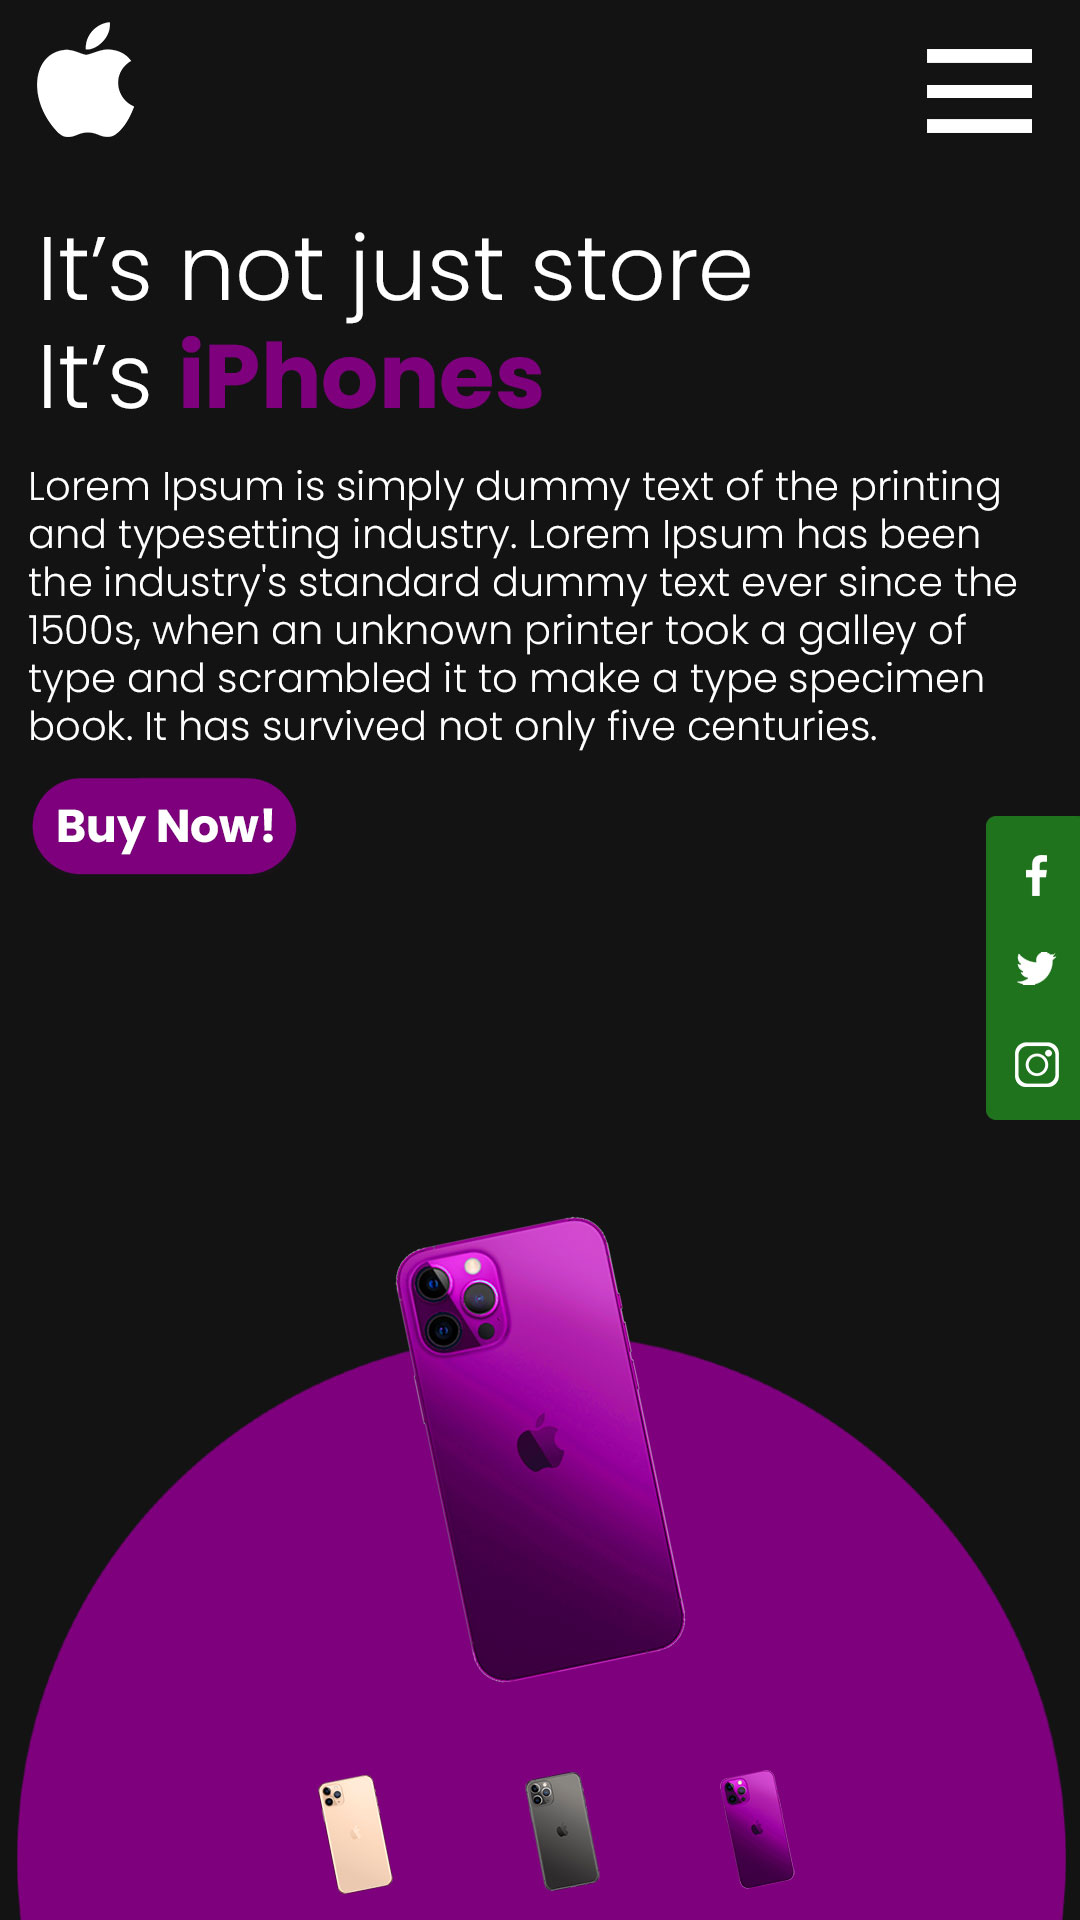 It’s not just store
It’s iPhones
Lorem Ipsum is simply dummy text of the printing
and typesetting industry. Lorem Ipsum has been
the industry's standard dummy text ever since the
1500s, when an unknown printer took a galley of
type and scrambled it to make a type specimen
book. It has survived not only five centuries.
Buy Now!